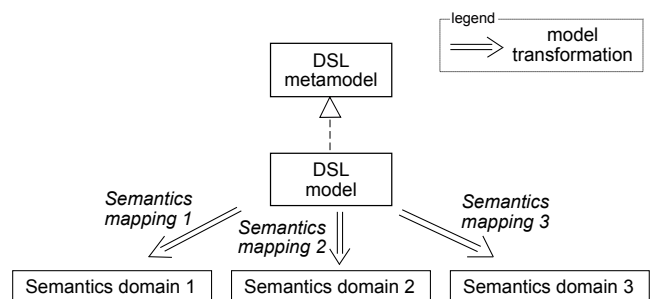 legend
model
transformation
DSL
metamodel
DSL
model
Semantics
mapping 1
Semantics
mapping 2
Semantics
mapping 3
Semantics domain 1
Semantics domain 2
Semantics domain 3